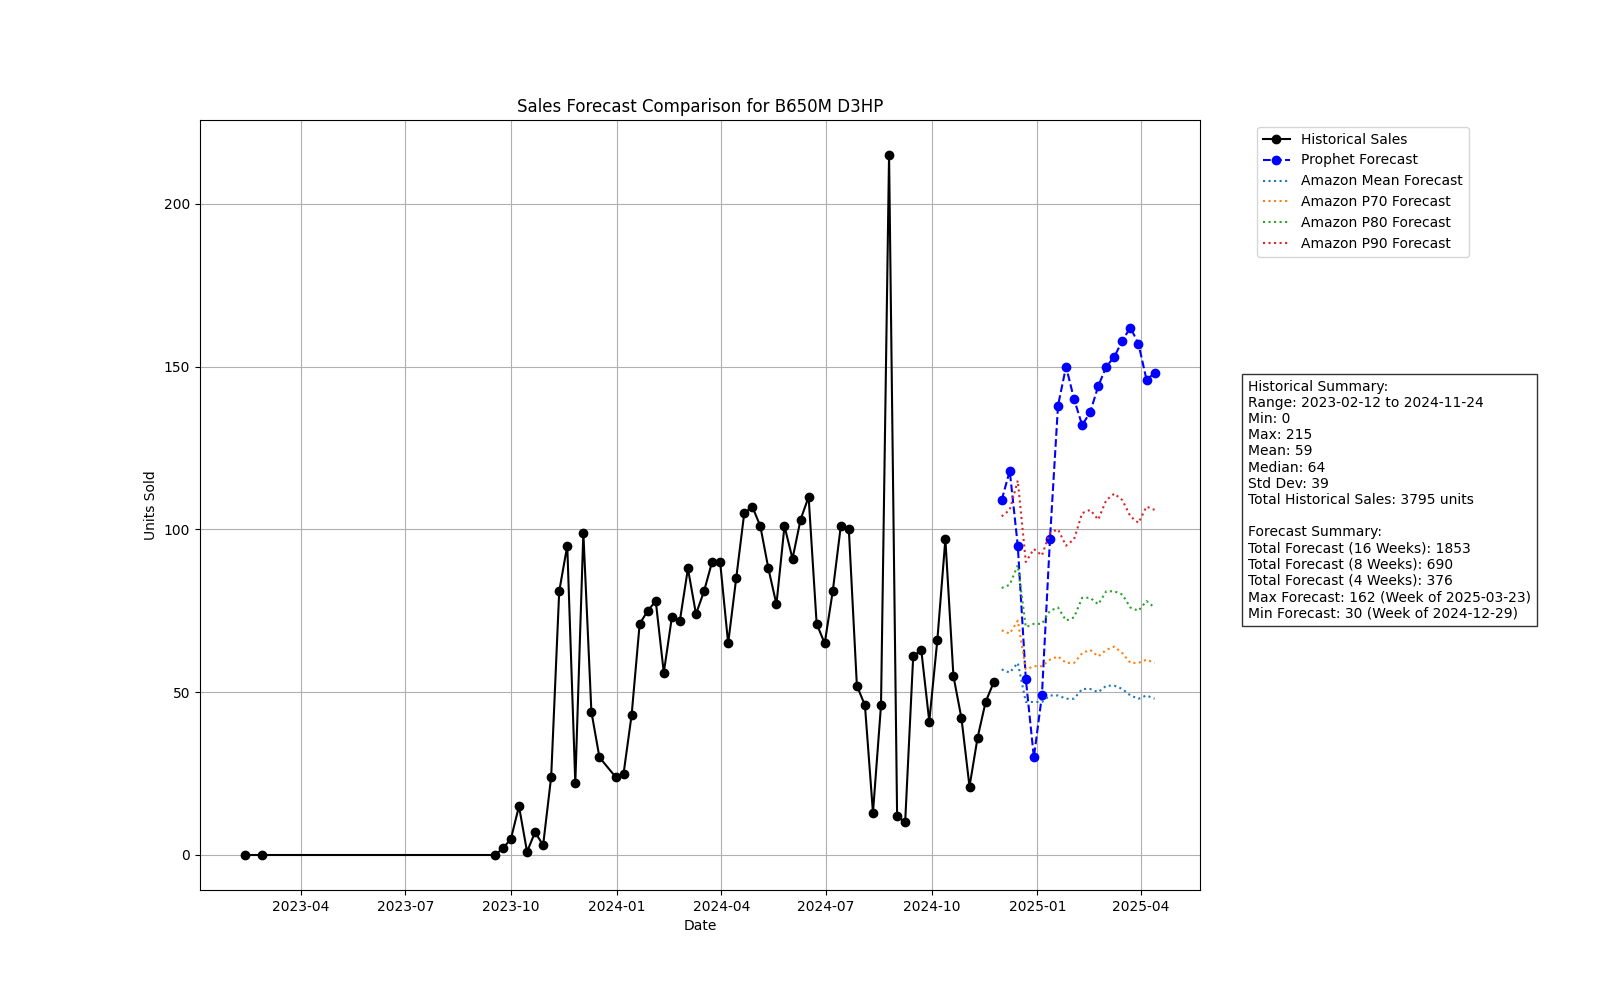 Sales Forecast Comparison for B650M D3HP
Historical Sales
Prophet Forecast
Amazon Mean Forecast
Amazon P70 Forecast
Amazon P80 Forecast
Amazon P90 Forecast
Units Sold
200
150
100
50
0
2023-04
2023-07
2023-10
2024-01
2024-04
2024-07
2024-10
2025-01
2025-04
Date
Historical Summary:
Range: 2023-02-12 to 2024-11-24
Min: 0
Max: 215
Mean: 59
Median: 64
Std Dev: 39
Total Historical Sales: 3795 units
Forecast Summary:
Total Forecast (16 Weeks): 1853
Total Forecast (8 Weeks): 690
Total Forecast (4 Weeks): 376
Max Forecast: 162 (Week of 2025-03-23)
Min Forecast: 30 (Week of 2024-12-29)